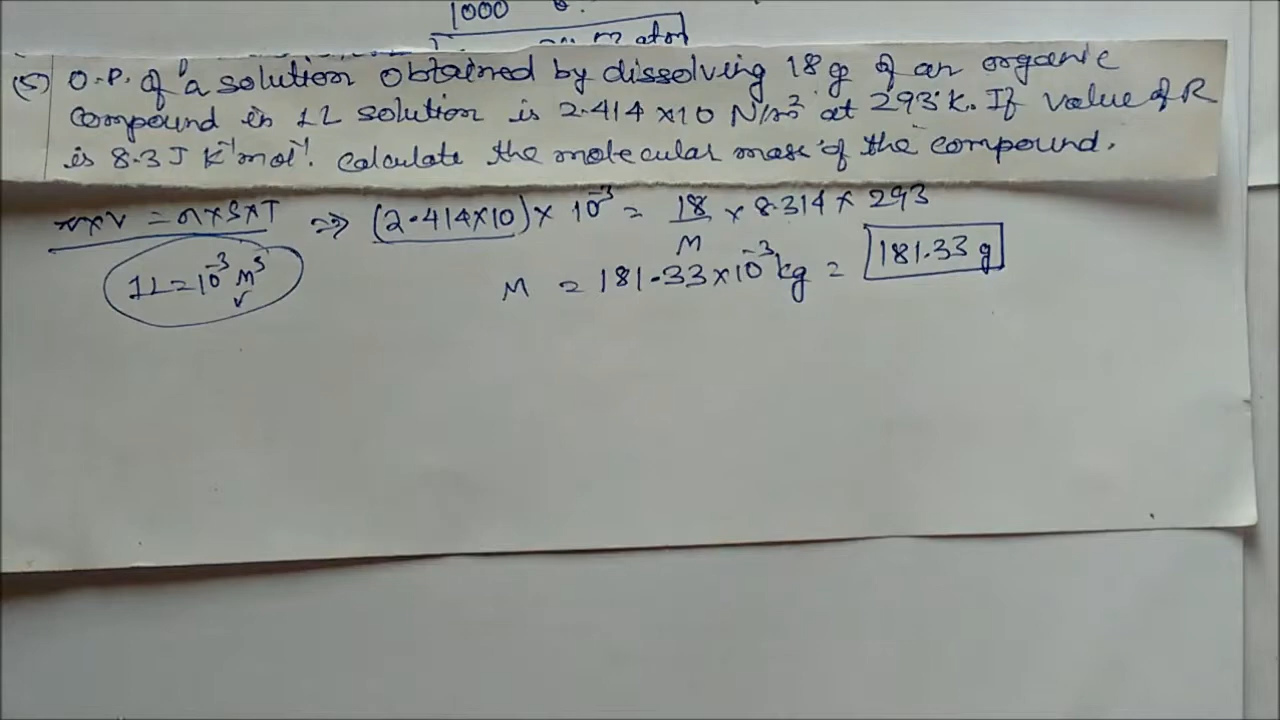 1000
m atm
(5) O.P. of a solution obtained by dissolving 18 g of an organic
compound in 1L solution is 2.414 ×10 N/m² at 293 K. If value of R
is 8.3 J K⁻¹ mol⁻¹. Calculate the molecular mass of the compound.
π×V = n×S×T ⇒ (2.414×10) × 10⁻³ = 18/M × 8.314 × 293
1L = 10⁻³ m³
M = 181.33×10⁻³ kg = 181.33 g